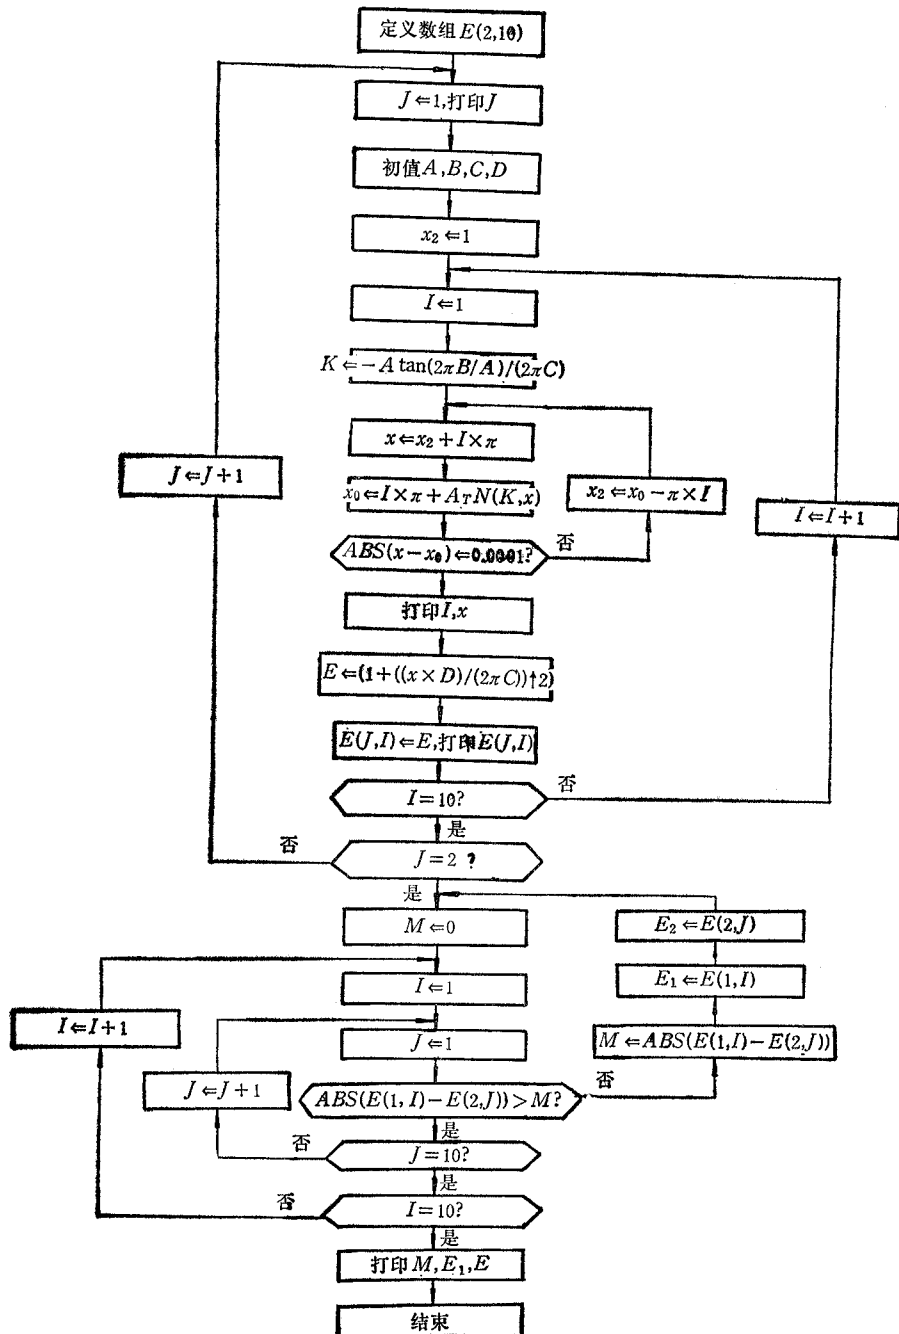 定义数组E(2,10)
J⇐1,打印J
初值A,B,C,D
x₂⇐1
I⇐1
K⇐-A tan(2πB/A)/(2πC)
x⇐x₂+I×π
J⇐J+1
x₀⇐I×π+A_TN(K,x)
x₂⇐x₀-π×I
I⇐I+1
ABS(x-x₀)⇐0.0001?
否
打印I,x
E⇐(1+((x×D)/(2πC))↑2)
E(J,I)⇐E,打印E(J,I)
I=10?
否
是
否
J=2 ?
是
M⇐0
E₂⇐E(2,J)
I⇐1
E₁⇐E(1,I)
I⇐I+1
J⇐1
M⇐ABS(E(1,I)-E(2,J))
J⇐J+1
ABS(E(1,I)-E(2,J))>M?
否
是
否
J=10?
是
否
I=10?
是
打印M,E₁,E
结束